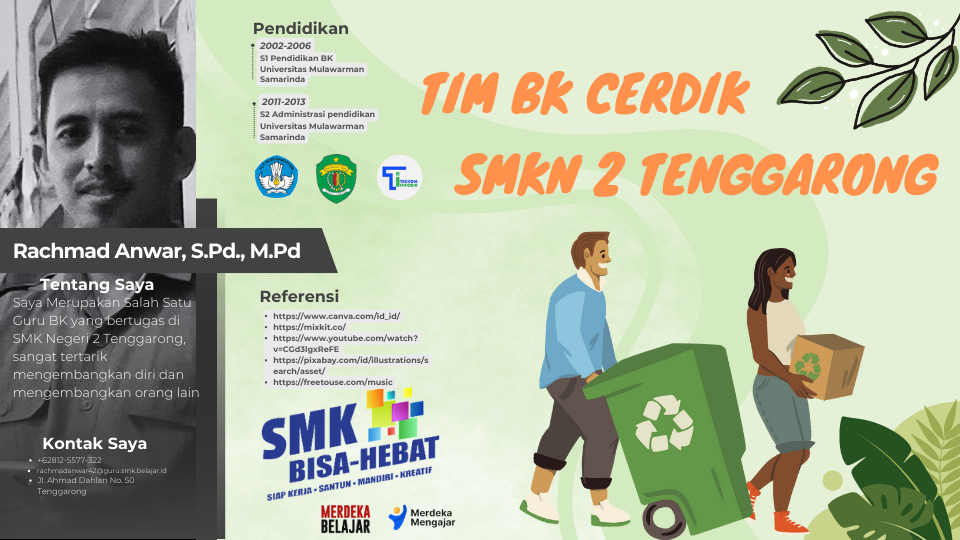 Pendidikan
2002-2006
S1 Pendidikan BK
Universitas Mulawarman
Samarinda
2011-2013
S2 Administrasi pendidikan
Universitas Mulawarman
Samarinda
TIM BK CERDIK
SMKN 2 TENGGARONG
Rachmad Anwar, S.Pd., M.Pd
Tentang Saya
Saya Merupakan Salah Satu
Guru BK yang bertugas di
SMK Negeri 2 Tenggarong,
sangat tertarik
mengembangkan diri dan
mengembangkan orang lain
Kontak Saya
+62812-5577-322
rachmadanwar42@guru.smk.belajar.id
Jl. Ahmad Dahlan No. 50
Tenggarong
Referensi
https://www.canva.com/id_id/
https://mixkit.co/
https://www.youtube.com/watch?
v=CGd3lgxReFE
https://pixabay.com/id/illustrations/s
earch/asset/
https://freetouse.com/music
SMK
BISA-HEBAT
SIAP KERJA - SANTUN - MANDIRI - KREATIF
MERDEKA
BELAJAR
Merdeka
Mengajar